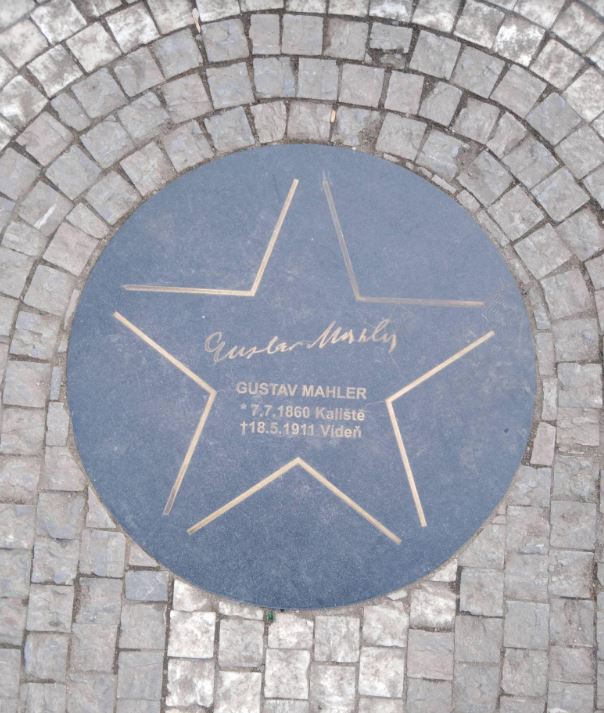 Gustav Mahler
GUSTAV MAHLER
* 7.7.1860 Kaliště
†18.5.1911 Vídeň